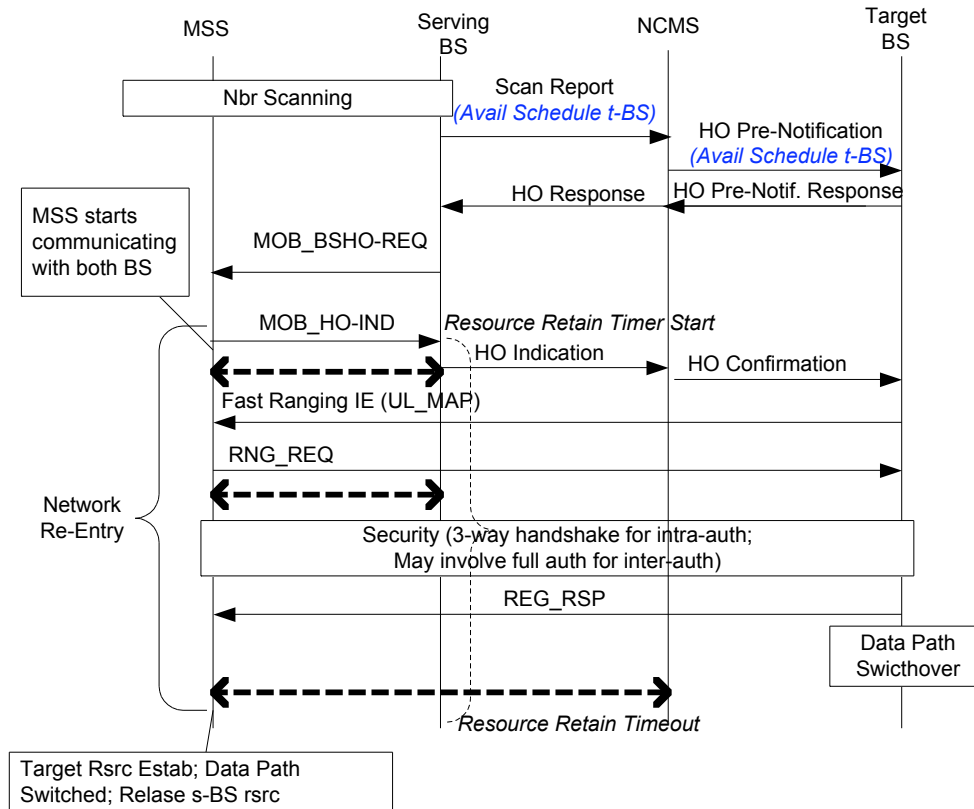 MSS
Serving
BS
NCMS
Target
BS
Nbr Scanning
Scan Report
(Avail Schedule t-BS)
HO Pre-Notification
(Avail Schedule t-BS)
HO Response
HO Pre-Notif. Response
MSS starts
communicating
with both BS
MOB_BSHO-REQ
MOB_HO-IND
Resource Retain Timer Start
HO Indication
HO Confirmation
Fast Ranging IE (UL_MAP)
RNG_REQ
Network
Re-Entry
Security (3-way handshake for intra-auth;
May involve full auth for inter-auth)
REG_RSP
Data Path
Swicthover
Resource Retain Timeout
Target Rsrc Estab; Data Path
Switched; Relase s-BS rsrc